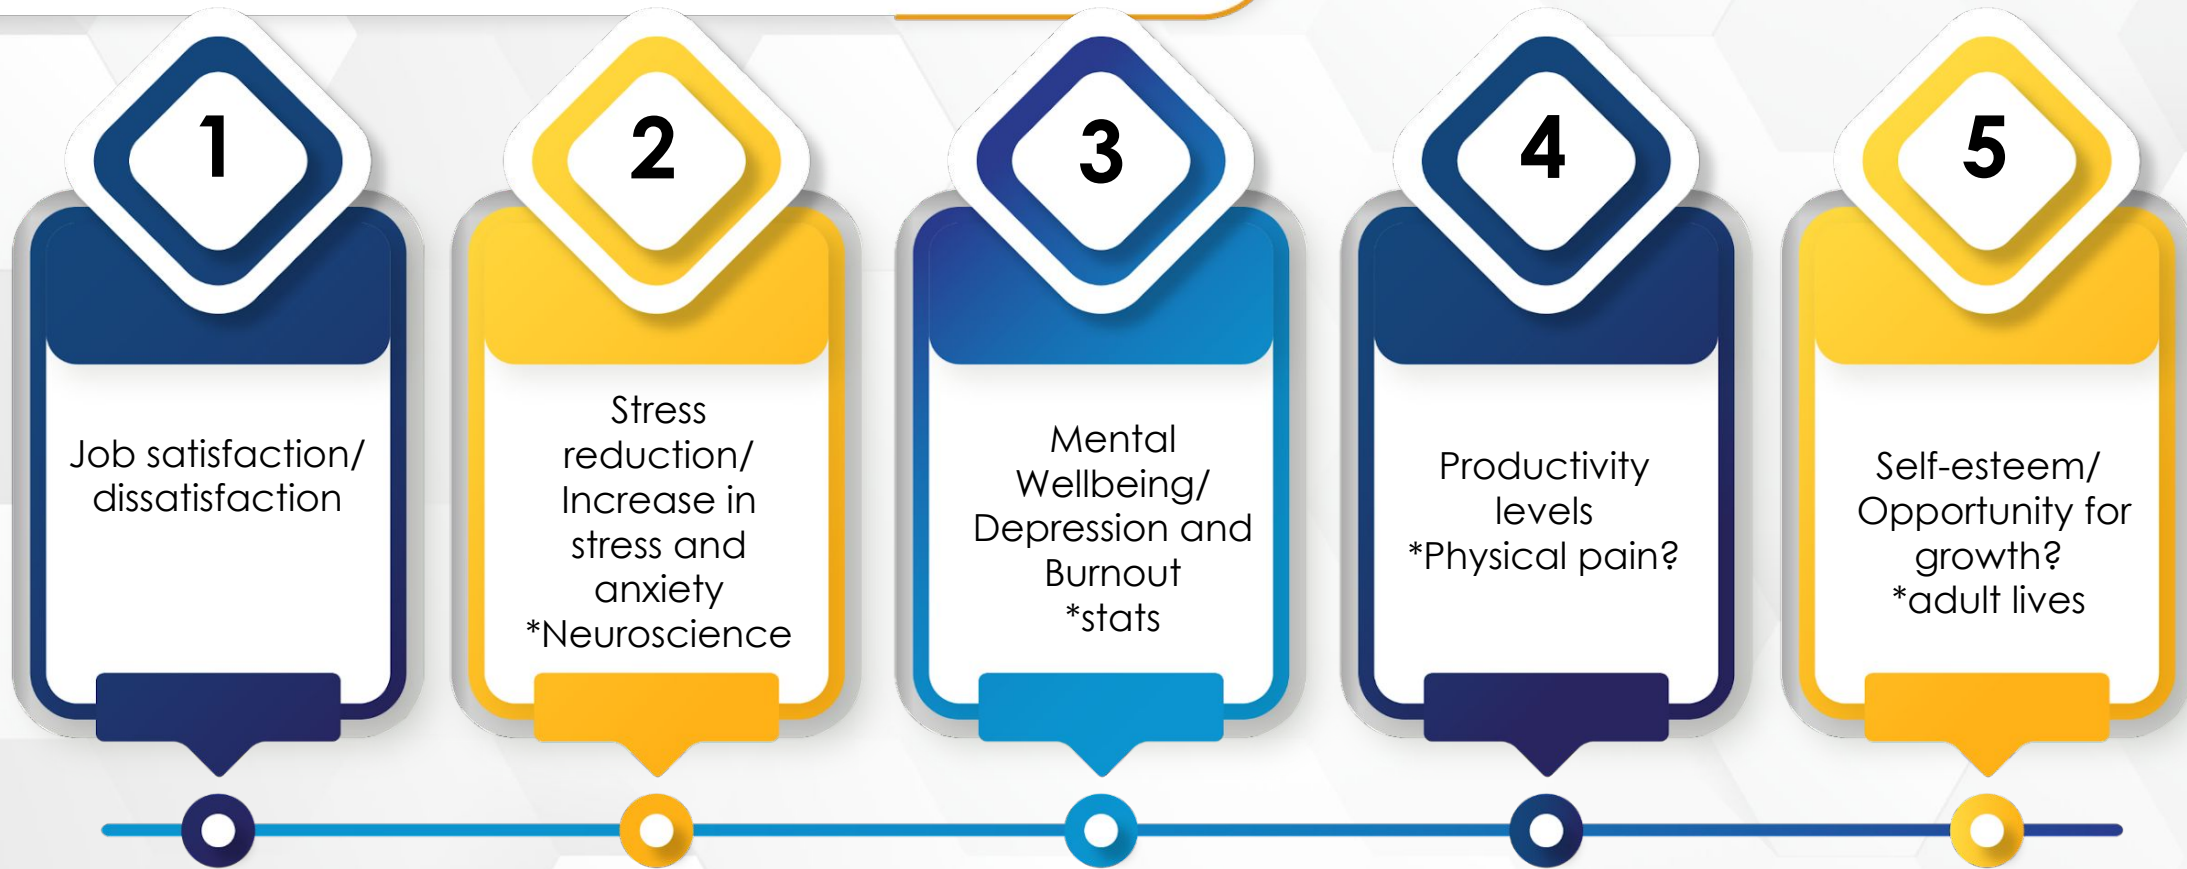 1
Job satisfaction/
dissatisfaction
2
Stress
reduction/
Increase in
stress and
anxiety
*Neuroscience
3
Mental
Wellbeing/
Depression and
Burnout
*stats
4
Productivity
levels
*Physical pain?
5
Self-esteem/
Opportunity for
growth?
*adult lives